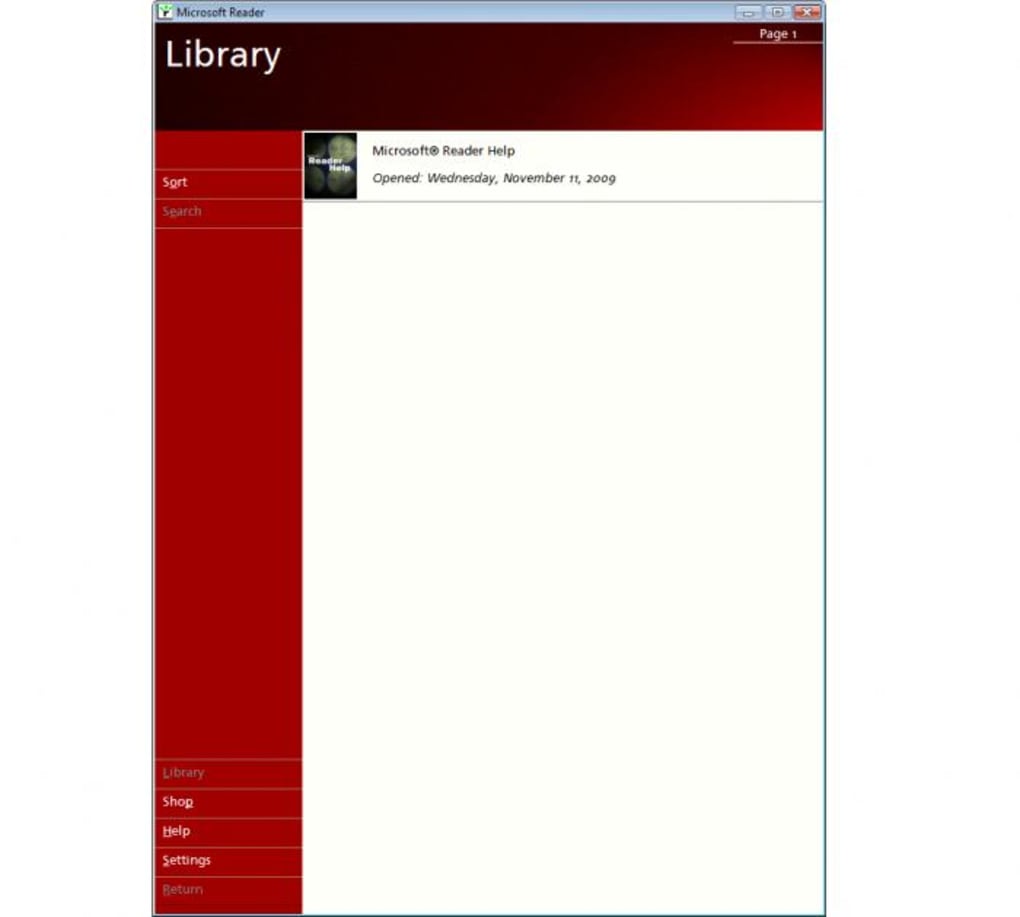 Microsoft Reader
Library
Page 1
Reader
Help
Microsoft® Reader Help
Opened: Wednesday, November 11, 2009
Sort
Search
Library
Shop
Help
Settings
Return